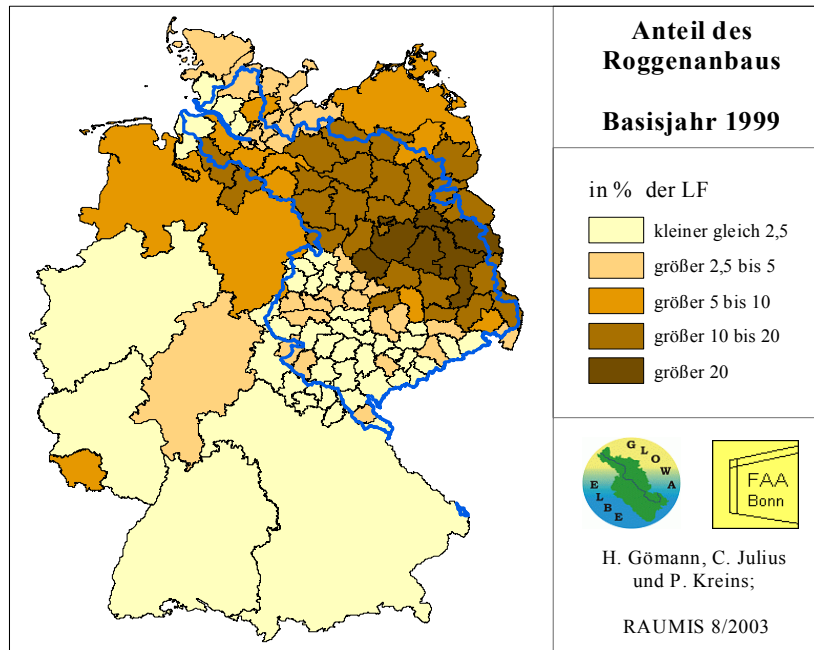 Anteil des
Roggenanbaus
Basisjahr 1999
in % der LF
kleiner gleich 2,5
größer 2,5 bis 5
größer 5 bis 10
größer 10 bis 20
größer 20
GLOWA
ELBE
FAA
Bonn
H. Gömann, C. Julius
und P. Kreins;
RAUMIS 8/2003